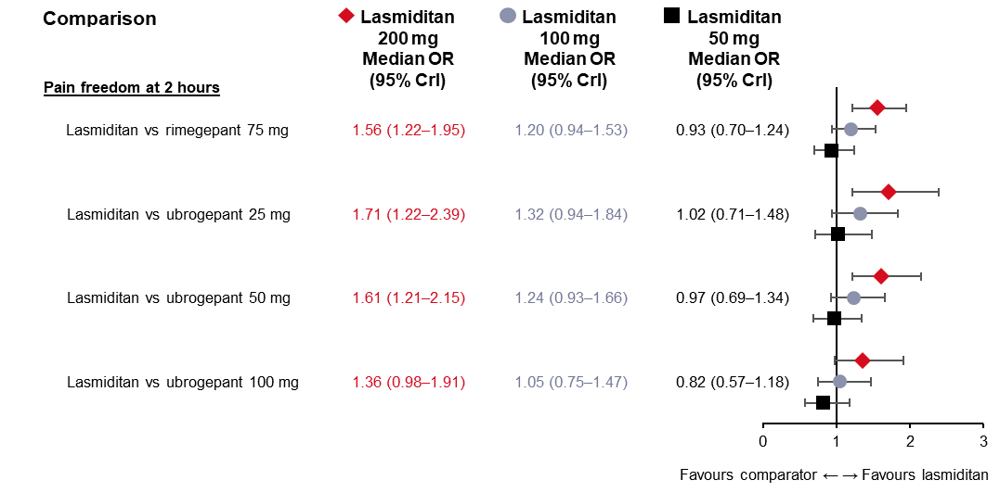 Comparison
Lasmiditan
200 mg
Median OR
(95% CrI)
Lasmiditan
100 mg
Median OR
(95% CrI)
Lasmiditan
50 mg
Median OR
(95% CrI)
Pain freedom at 2 hours
Lasmiditan vs rimegepant 75 mg 1.56 (1.22–1.95) 1.20 (0.94–1.53) 0.93 (0.70–1.24)
Lasmiditan vs ubrogepant 25 mg 1.71 (1.22–2.39) 1.32 (0.94–1.84) 1.02 (0.71–1.48)
Lasmiditan vs ubrogepant 50 mg 1.61 (1.21–2.15) 1.24 (0.93–1.66) 0.97 (0.69–1.34)
Lasmiditan vs ubrogepant 100 mg 1.36 (0.98–1.91) 1.05 (0.75–1.47) 0.82 (0.57–1.18)
0 1 2 3
Favours comparator ← → Favours lasmiditan